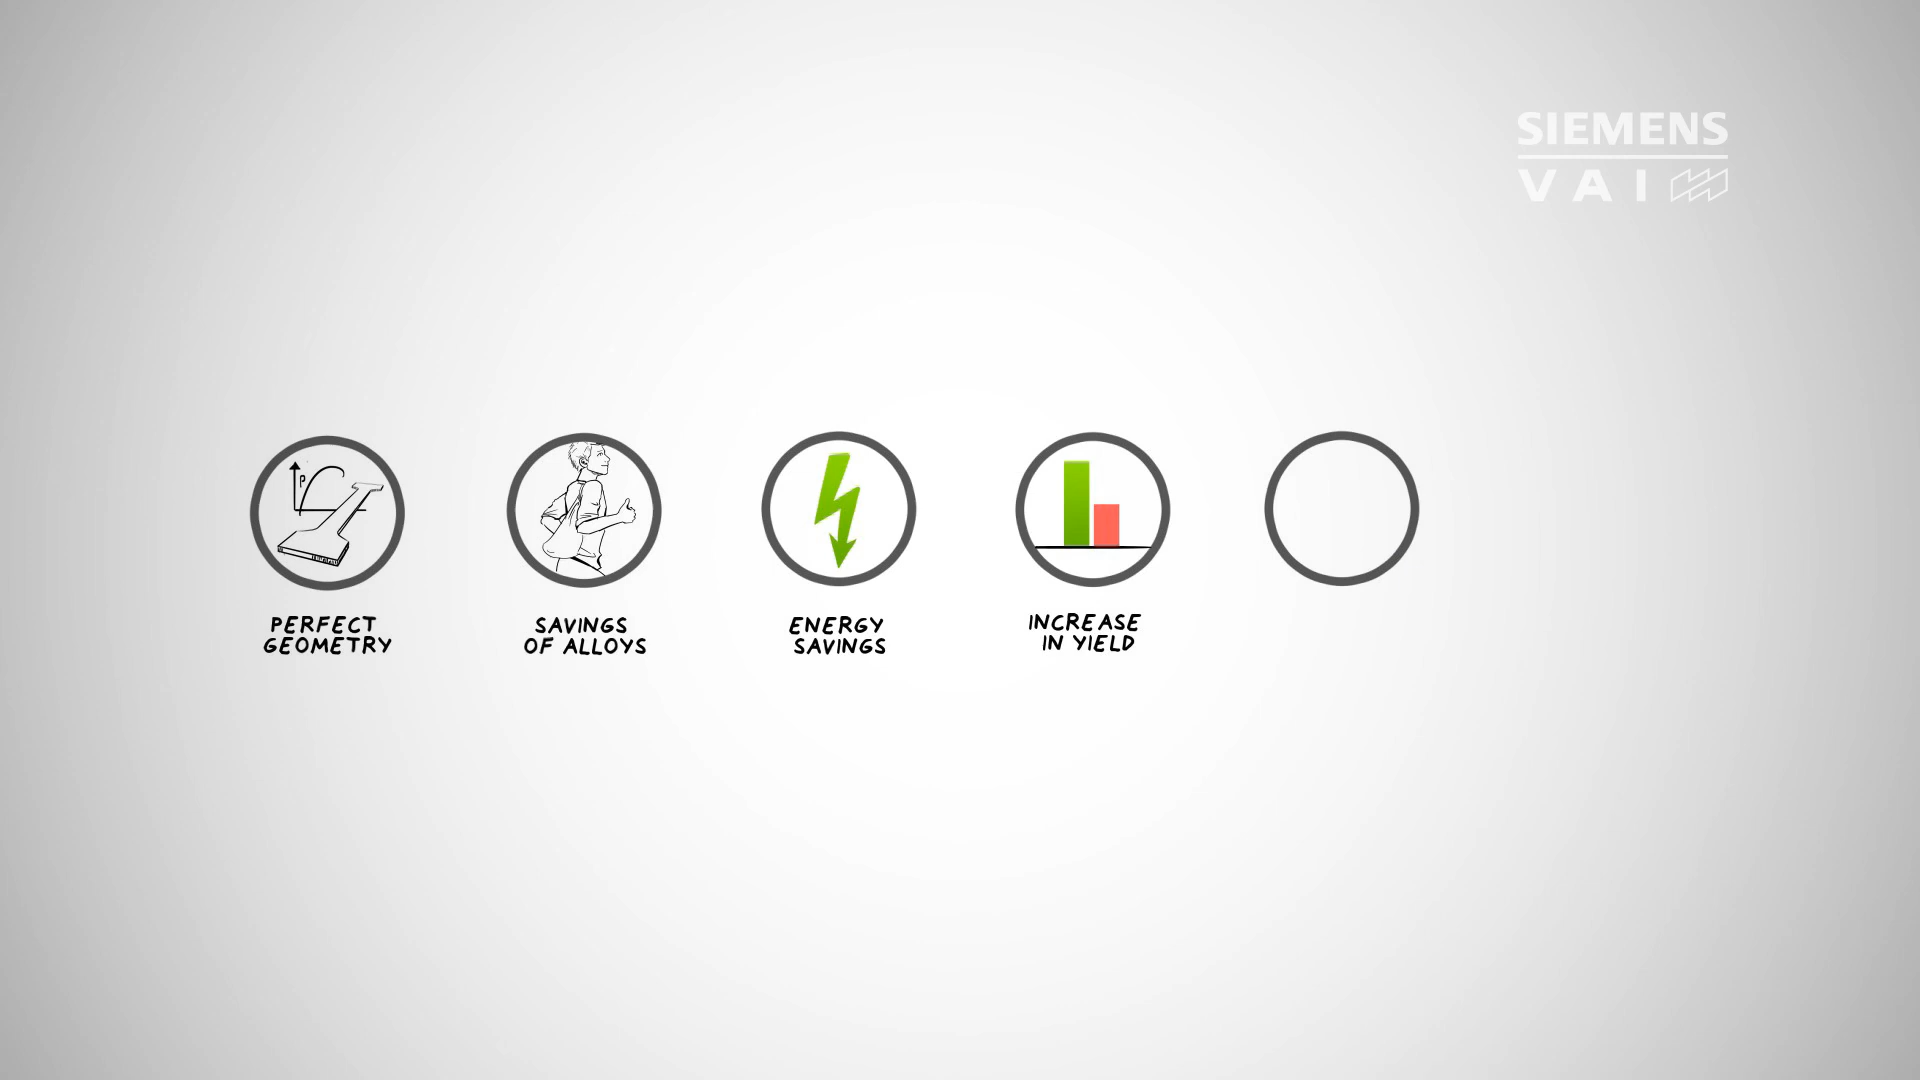 SIEMENS
VAI
P
PERFECT
GEOMETRY
SAVINGS
OF ALLOYS
ENERGY
SAVINGS
INCREASE
IN YIELD